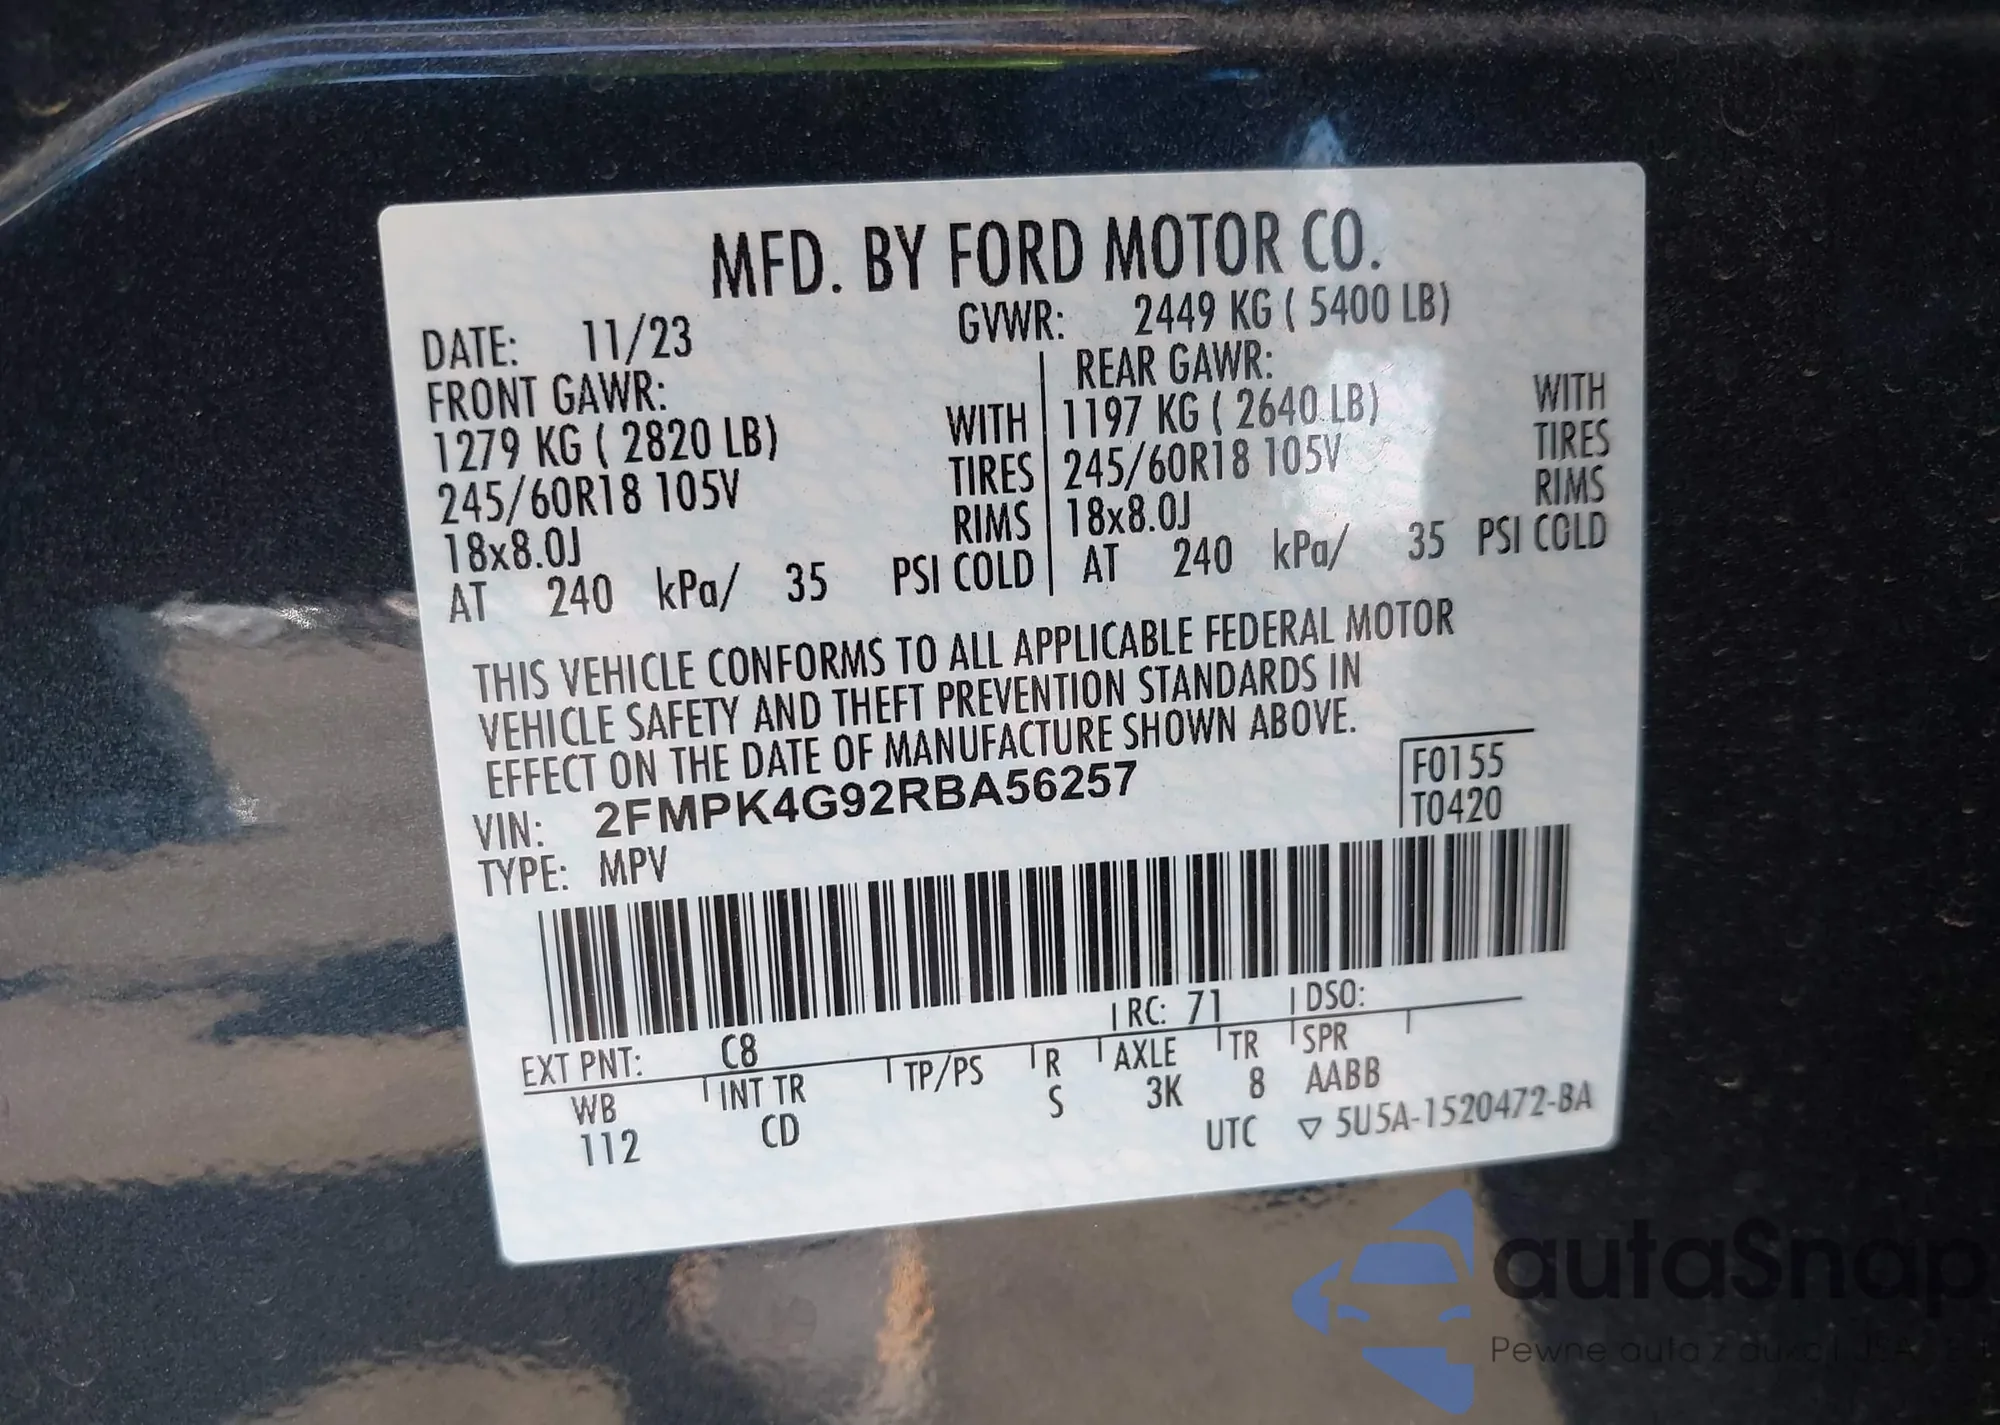 MFD. BY FORD MOTOR CO.
DATE: 11/23 GVWR: 2449 KG ( 5400 LB)
FRONT GAWR: REAR GAWR:
1279 KG ( 2820 LB) WITH 1197 KG ( 2640 LB) WITH
245/60R18 105V TIRES 245/60R18 105V TIRES
18x8.0J RIMS 18x8.0J RIMS
AT 240 kPa/ 35 PSI COLD AT 240 kPa/ 35 PSI COLD
THIS VEHICLE CONFORMS TO ALL APPLICABLE FEDERAL MOTOR
VEHICLE SAFETY AND THEFT PREVENTION STANDARDS IN
EFFECT ON THE DATE OF MANUFACTURE SHOWN ABOVE.
VIN: 2FMPK4G92RBA56257 F0155
TYPE: MPV T0420
EXT PNT: C8 RC: 71 DSO:
WB INT TR TP/PS R AXLE TR SPR
112 CD S 3K 8 AABB
UTC ▽ 5U5A-1520472-BA
autaSnap
Pewne auta z